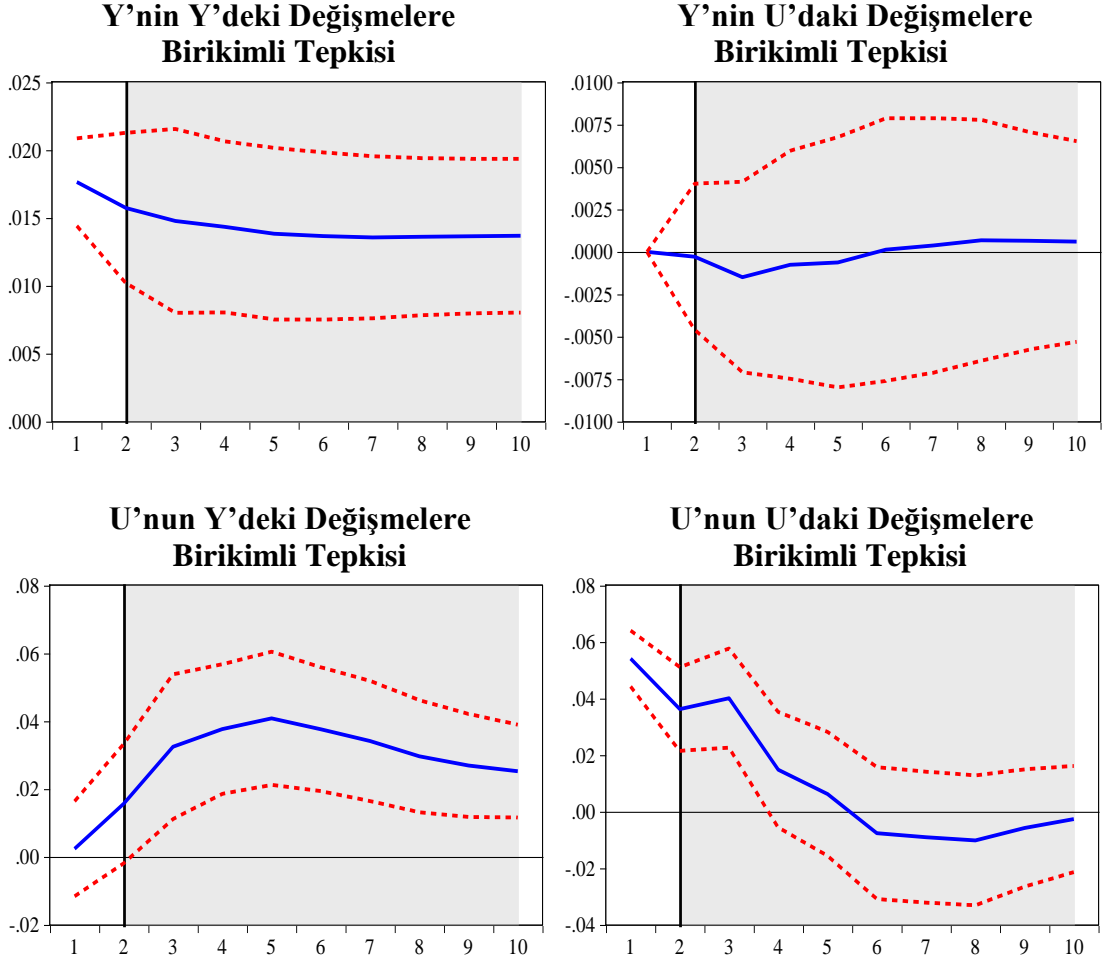 Y’nin Y’deki Değişmelere
Birikimli Tepkisi
.025
.020
.015
.010
.005
.000
1 2 3 4 5 6 7 8 9 10
Y’nin U’daki Değişmelere
Birikimli Tepkisi
.0100
.0075
.0050
.0025
.0000
-.0025
-.0050
-.0075
-.0100
1 2 3 4 5 6 7 8 9 10
U’nun Y’deki Değişmelere
Birikimli Tepkisi
.08
.06
.04
.02
.00
-.02
1 2 3 4 5 6 7 8 9 10
U’nun U’daki Değişmelere
Birikimli Tepkisi
.08
.06
.04
.02
.00
-.02
-.04
1 2 3 4 5 6 7 8 9 10